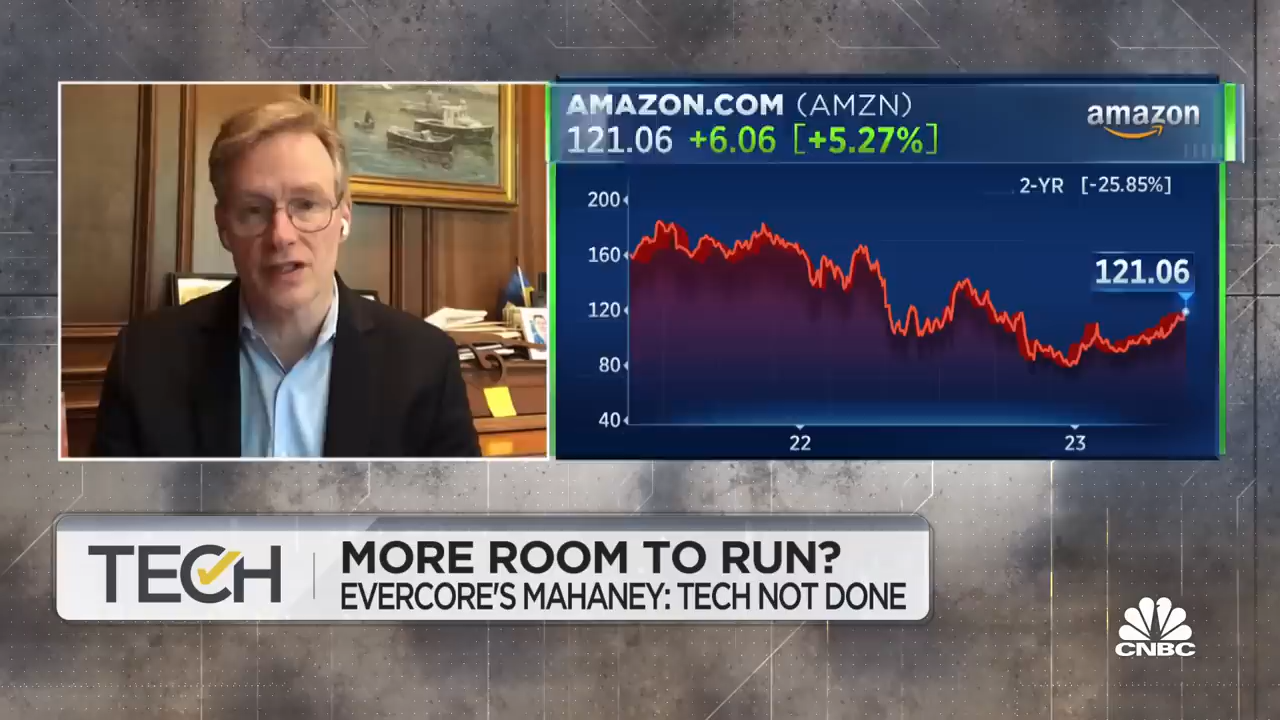 AMAZON.COM (AMZN)
121.06 +6.06 [+5.27%]
amazon
2-YR [-25.85%]
200
160
120
80
40
121.06
22
23
TECH
MORE ROOM TO RUN?
EVERCORE'S MAHANEY: TECH NOT DONE
CNBC